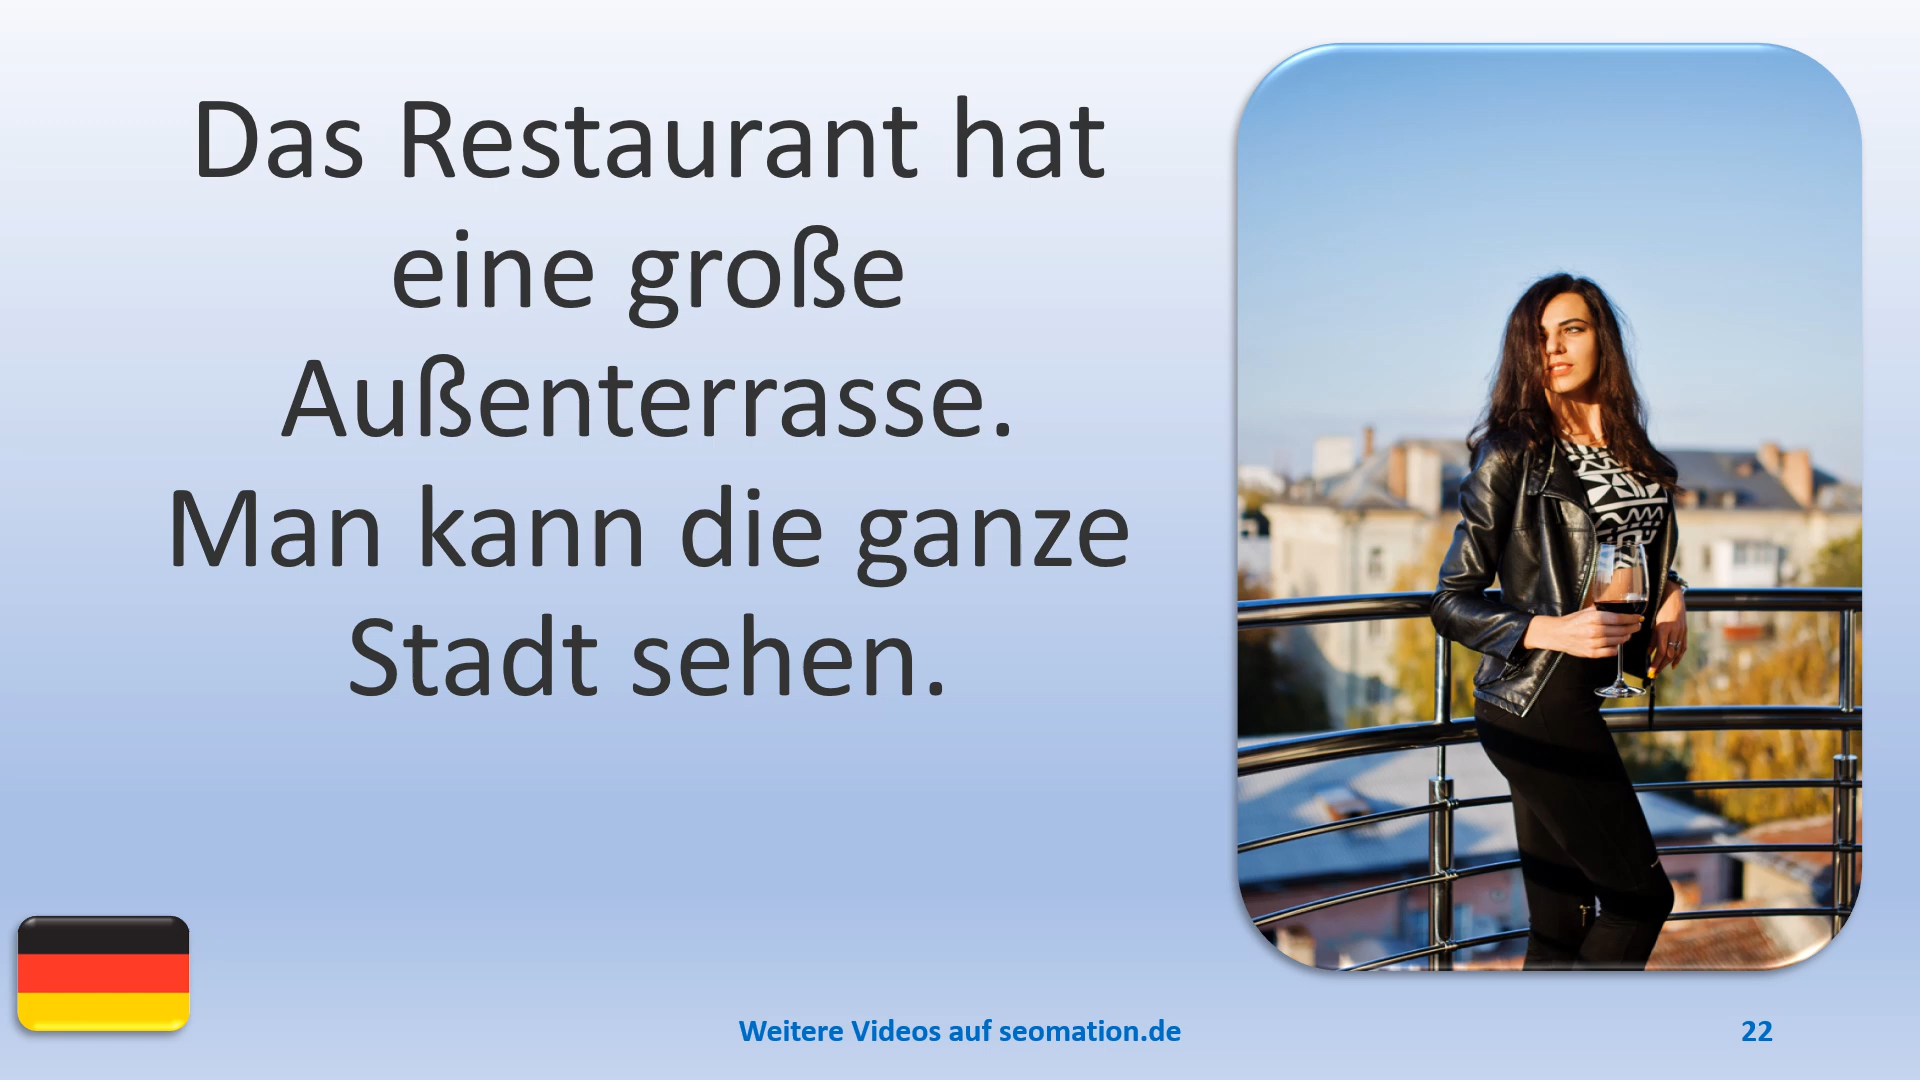 Das Restaurant hat
eine große
Außenterrasse.
Man kann die ganze
Stadt sehen.
Weitere Videos auf seomation.de
22